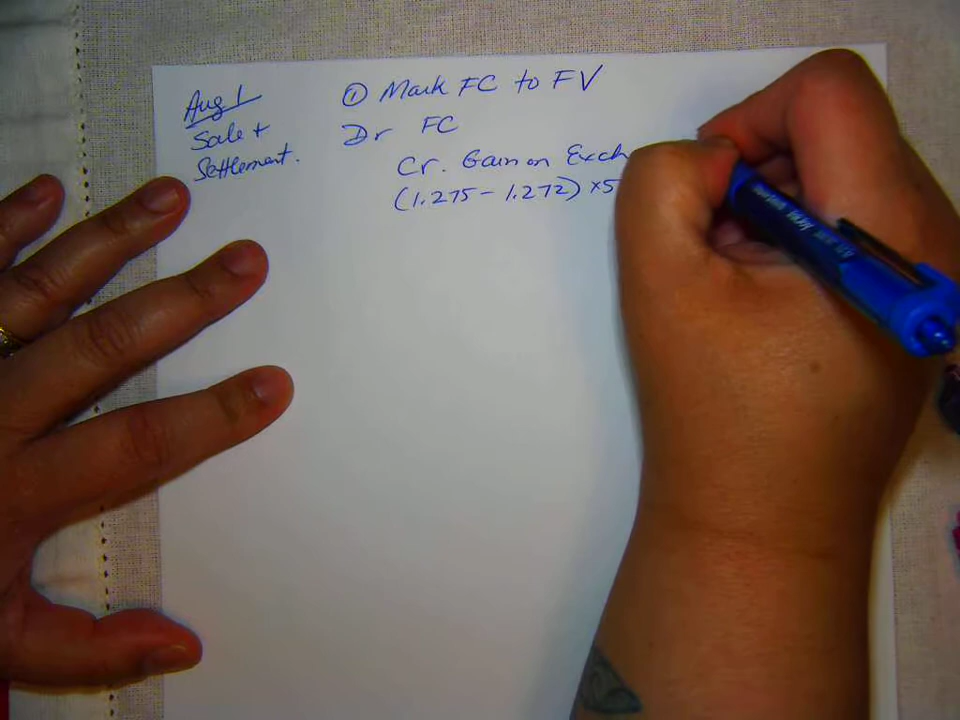 Aug 1
Sale +
Settlement.
① Mark FC to FV
Dr FC
Cr. Gain on Exch
(1.275 - 1.272) x5